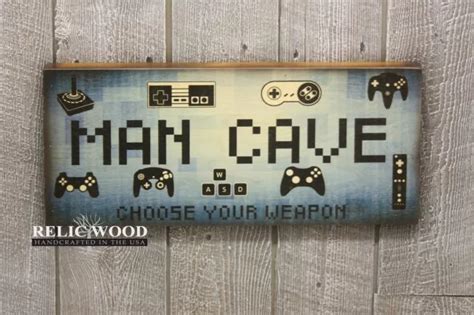 MAN CAVE
W
A S D
CHOOSE YOUR WEAPON
RELIC WOOD
HANDCRAFTED IN THE USA